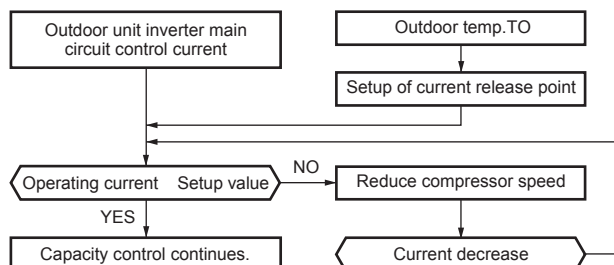 Outdoor unit inverter main
circuit control current
Outdoor temp.TO
Setup of current release point
Operating current Setup value
NO
Reduce compressor speed
YES
Capacity control continues.
Current decrease